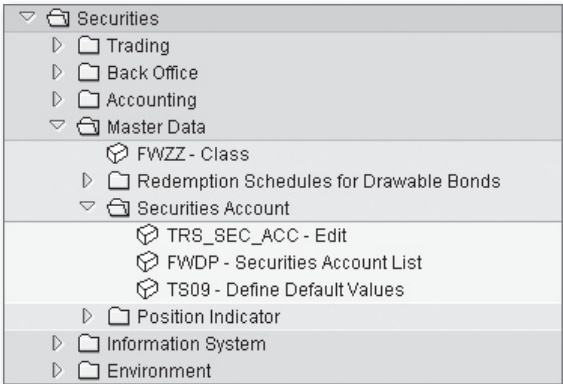 Securities
Trading
Back Office
Accounting
Master Data
FWZZ - Class
Redemption Schedules for Drawable Bonds
Securities Account
TRS_SEC_ACC - Edit
FWDP - Securities Account List
TS09 - Define Default Values
Position Indicator
Information System
Environment